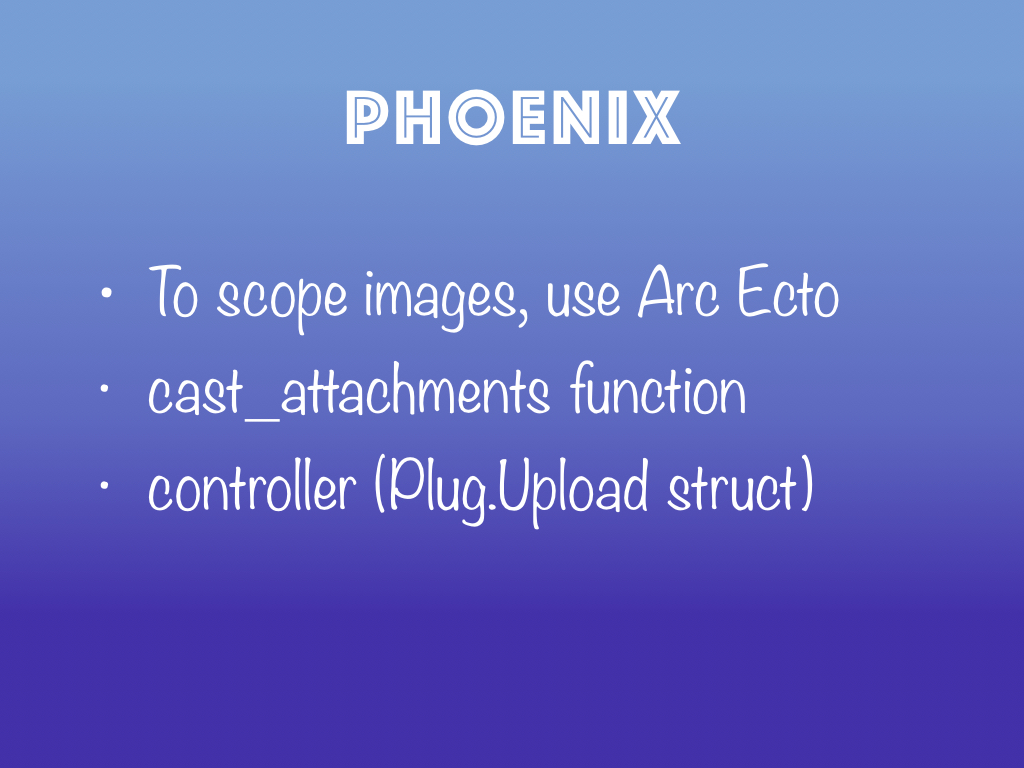 PHOENIX
• To scope images, use Arc Ecto
• cast_attachments function
• controller (Plug.Upload struct)